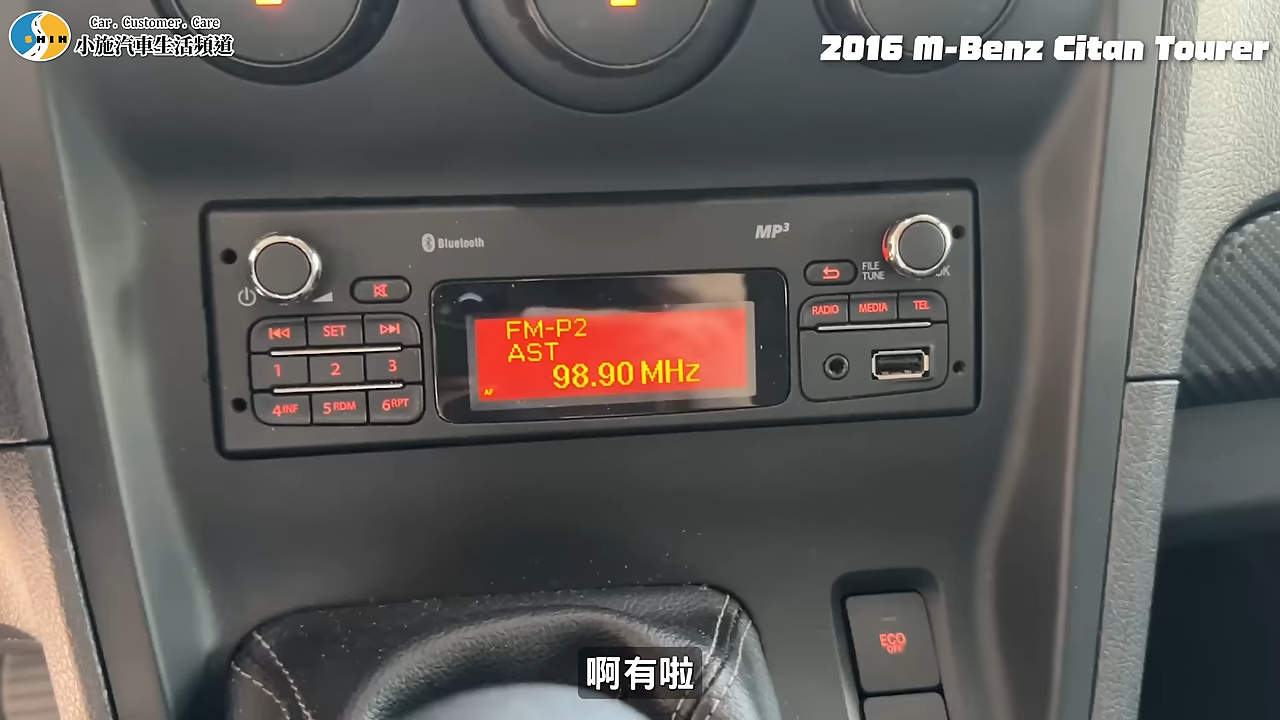 Car. Customer. Care
SHIH
小施汽車生活頻道
2016 M-Benz Citan Tourer
Bluetooth
MP3
FILE
TUNE
OK
SET
RADIO
MEDIA
TEL
FM-P2
AST
98.90 MHz
AF
1
2
3
4INF
5RDM
6RPT
ECO
OFF
啊有啦